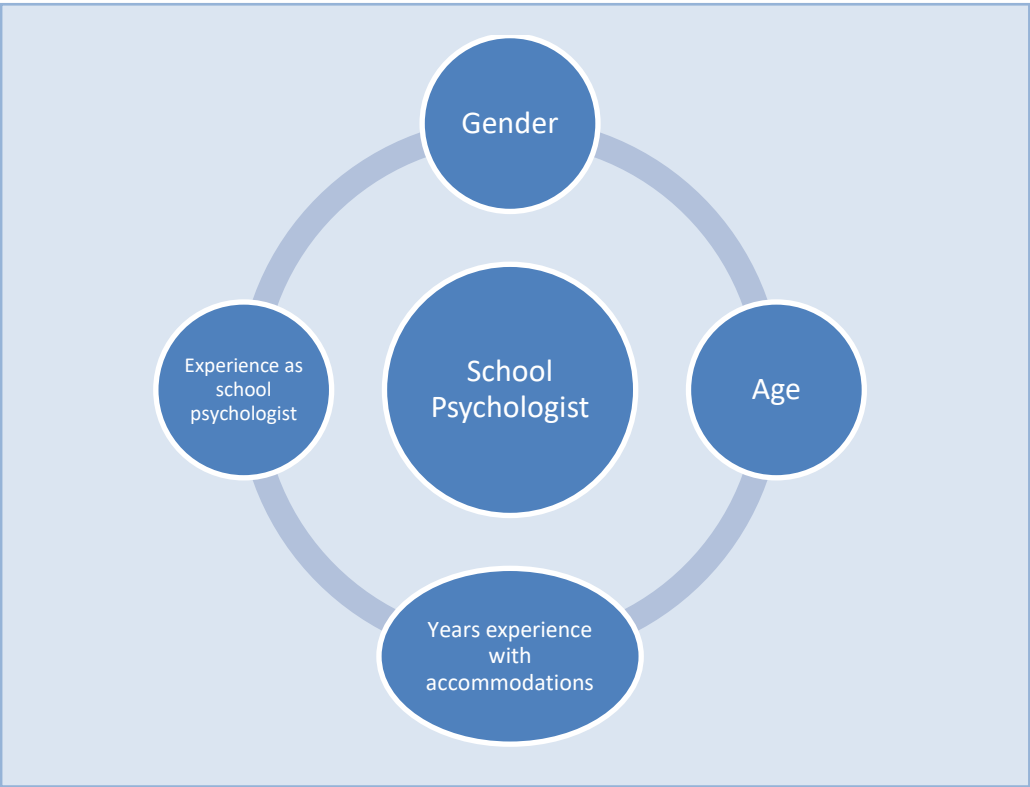 Gender
Experience as
school
psychologist
School
Psychologist
Age
Years experience
with
accommodations